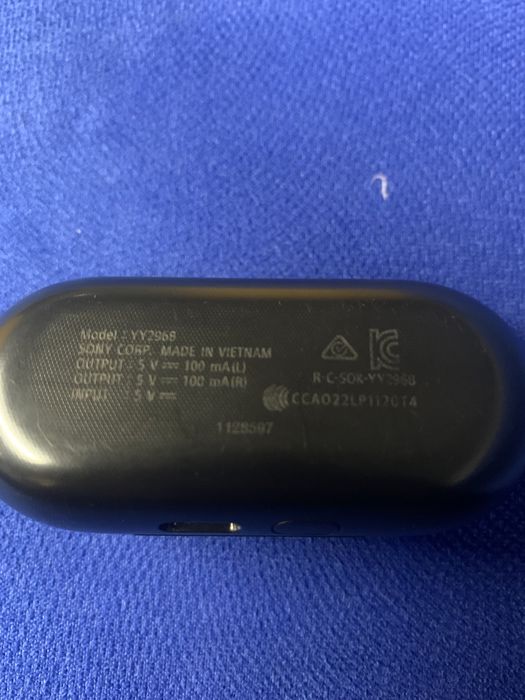 Model : YY2968
SONY CORP. MADE IN VIETNAM
OUTPUT : 5 V ⎓ 100 mA(L)
OUTPUT : 5 V ⎓ 100 mA(R)
INPUT : 5 V ⎓
R-C-SOK-YY2968
CCAO22LP1120T4
1128597